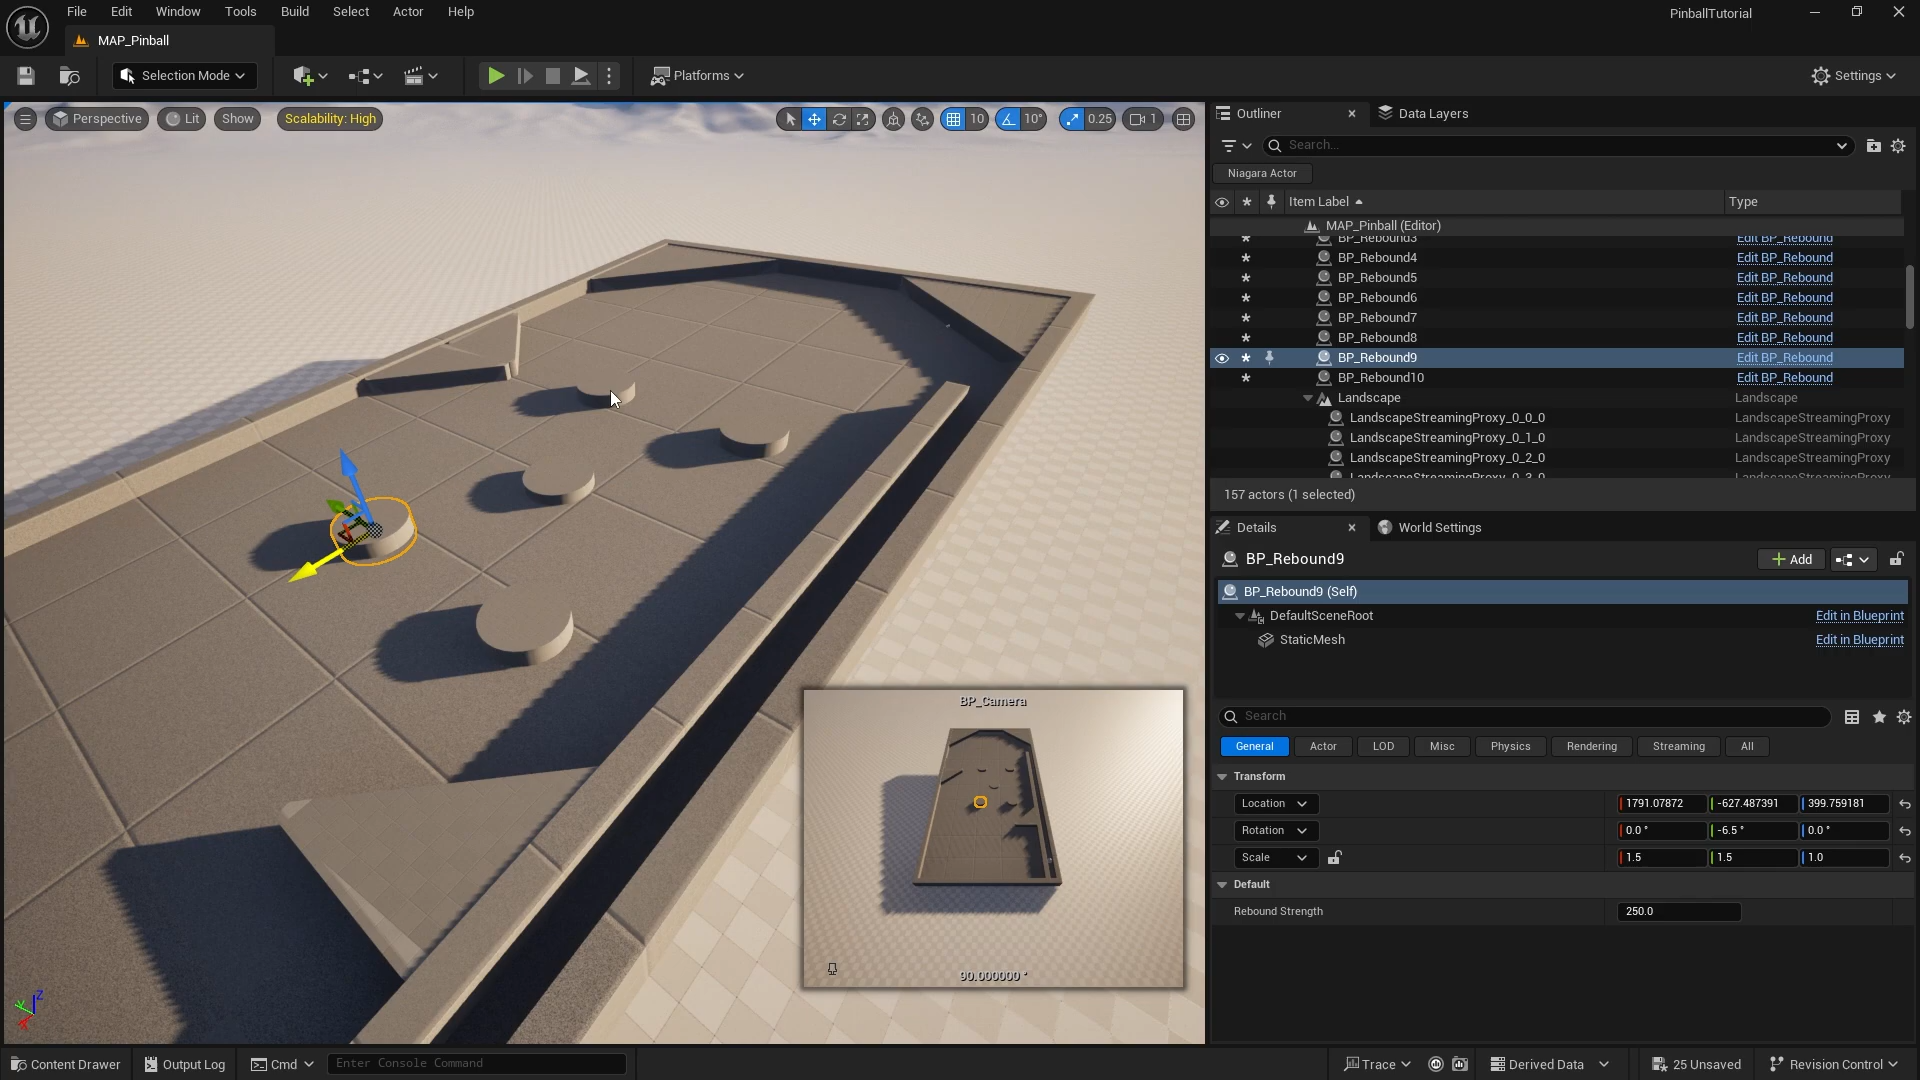 File Edit Window Tools Build Select Actor Help
PinballTutorial
MAP_Pinball
Selection Mode
Platforms
Settings
Perspective Lit Show Scalability: High
10 10° 0.25 1
BP_Camera
90.000000 °
Outliner Data Layers
Search...
Niagara Actor
Item Label Type
MAP_Pinball (Editor)
BP_Rebound3 Edit BP_Rebound
BP_Rebound4 Edit BP_Rebound
BP_Rebound5 Edit BP_Rebound
BP_Rebound6 Edit BP_Rebound
BP_Rebound7 Edit BP_Rebound
BP_Rebound8 Edit BP_Rebound
BP_Rebound9 Edit BP_Rebound
BP_Rebound10 Edit BP_Rebound
Landscape Landscape
LandscapeStreamingProxy_0_0_0 LandscapeStreamingProxy
LandscapeStreamingProxy_0_1_0 LandscapeStreamingProxy
LandscapeStreamingProxy_0_2_0 LandscapeStreamingProxy
LandscapeStreamingProxy_0_3_0 LandscapeStreamingProxy
157 actors (1 selected)
Details World Settings
BP_Rebound9
Add
BP_Rebound9 (Self)
DefaultSceneRoot Edit in Blueprint
StaticMesh Edit in Blueprint
Search
General Actor LOD Misc Physics Rendering Streaming All
Transform
Location 1791.07872 -627.487391 399.759181
Rotation 0.0 ° -6.5 ° 0.0 °
Scale 1.5 1.5 1.0
Default
Rebound Strength 250.0
Content Drawer Output Log Cmd Enter Console Command
Trace Derived Data 25 Unsaved Revision Control